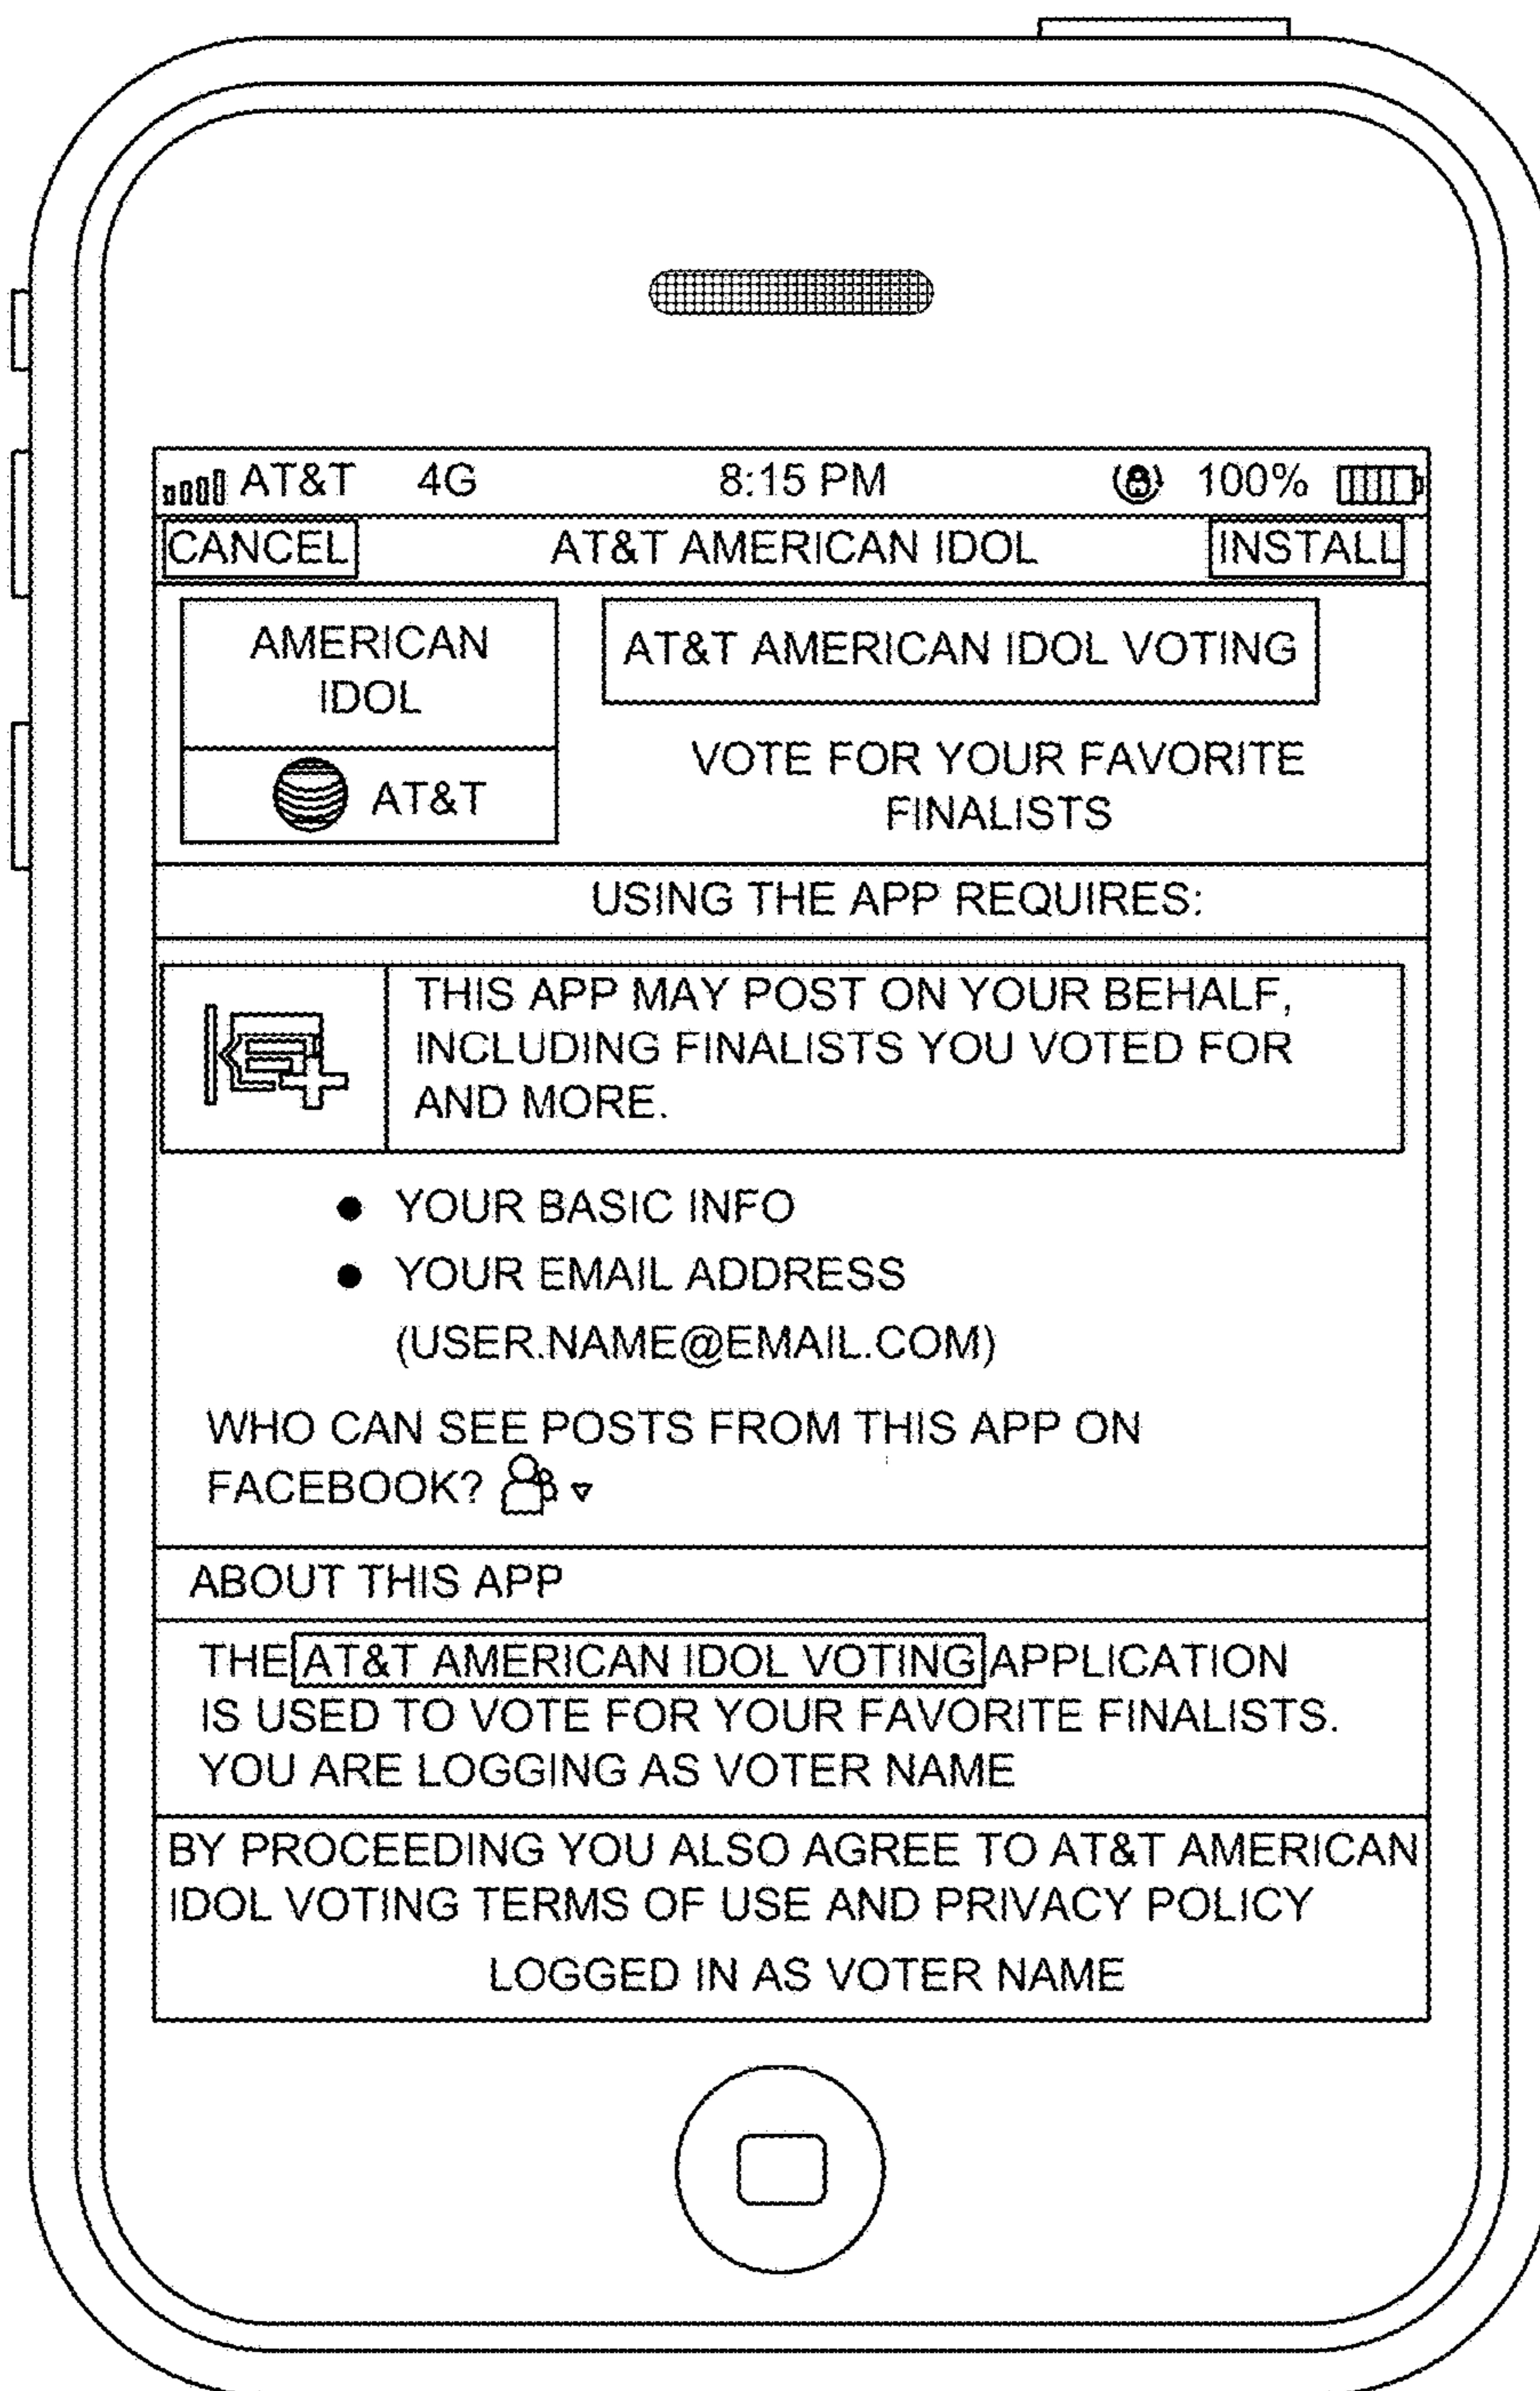 AT&T 4G 8:15 PM 100%
CANCEL AT&T AMERICAN IDOL INSTALL
AMERICAN
IDOL
AT&T
AT&T AMERICAN IDOL VOTING
VOTE FOR YOUR FAVORITE
FINALISTS
USING THE APP REQUIRES:
THIS APP MAY POST ON YOUR BEHALF,
INCLUDING FINALISTS YOU VOTED FOR
AND MORE.
● YOUR BASIC INFO
● YOUR EMAIL ADDRESS
(USER.NAME@EMAIL.COM)
WHO CAN SEE POSTS FROM THIS APP ON
FACEBOOK?
ABOUT THIS APP
THE AT&T AMERICAN IDOL VOTING APPLICATION
IS USED TO VOTE FOR YOUR FAVORITE FINALISTS.
YOU ARE LOGGING AS VOTER NAME
BY PROCEEDING YOU ALSO AGREE TO AT&T AMERICAN
IDOL VOTING TERMS OF USE AND PRIVACY POLICY
LOGGED IN AS VOTER NAME